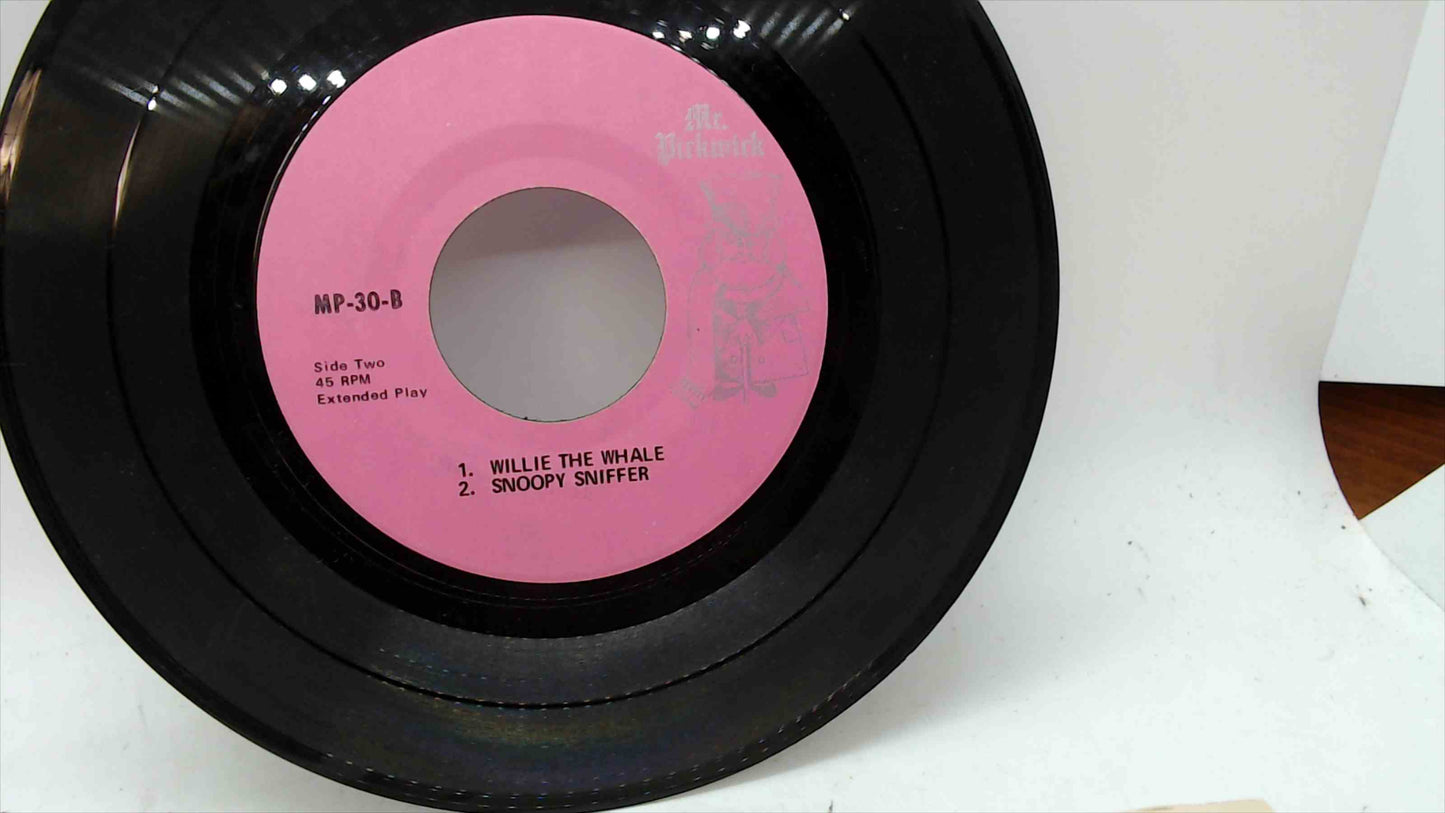 Mr.
Pickwick
MP-30-B
Side Two
45 RPM
Extended Play
1. WILLIE THE WHALE
2. SNOOPY SNIFFER